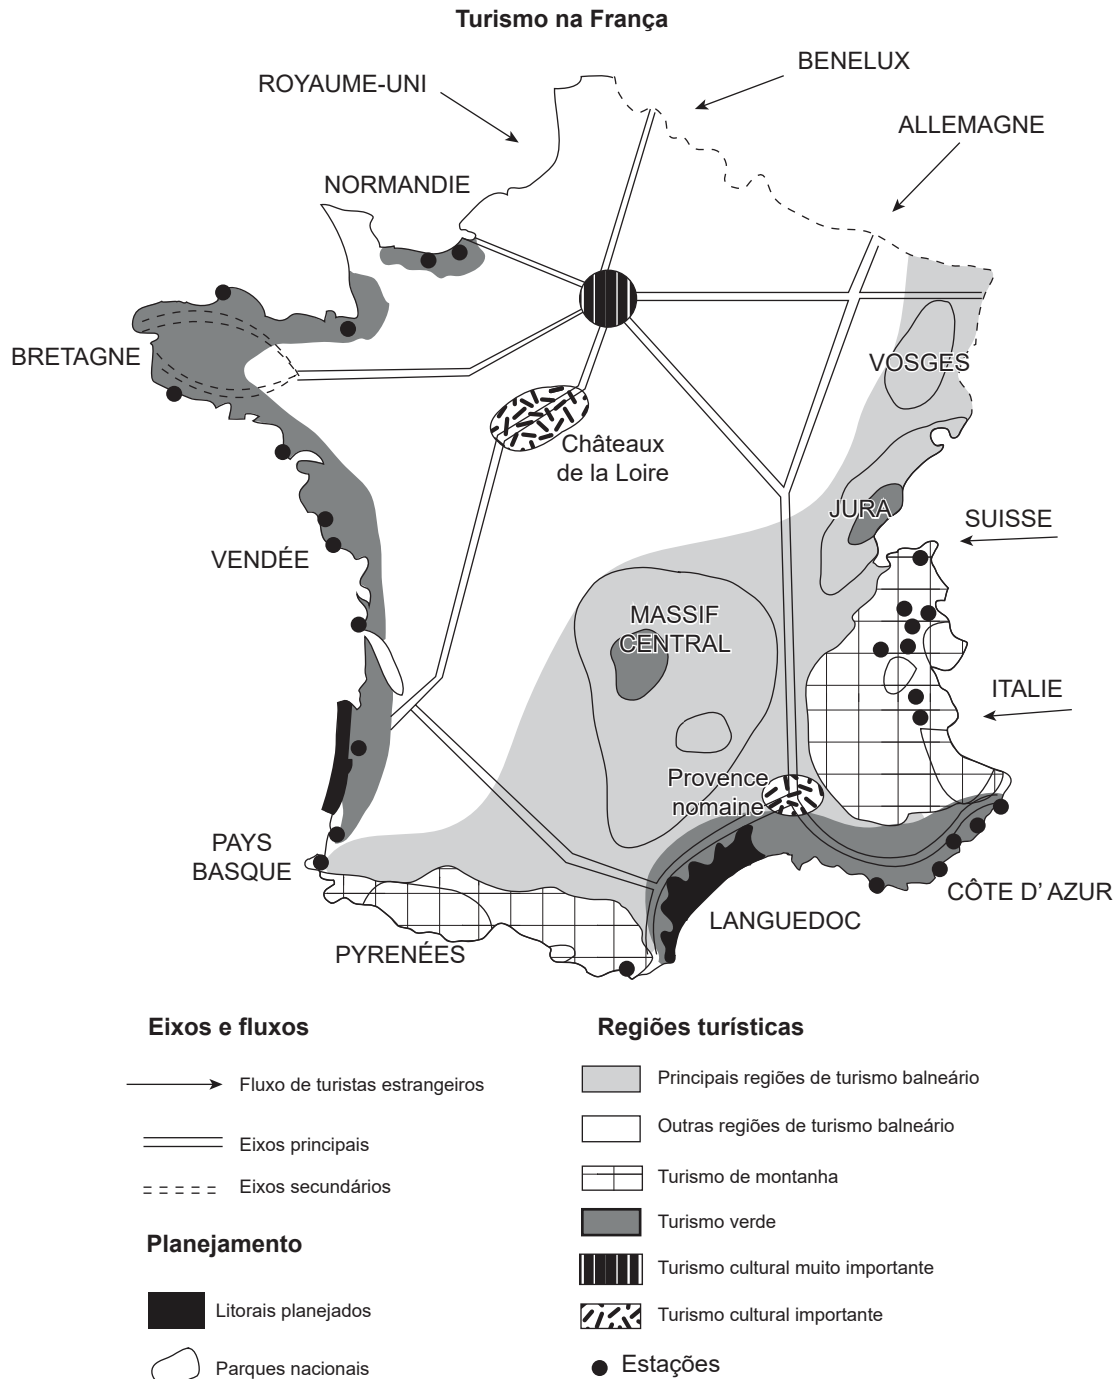 Turismo na França
ROYAUME-UNI
BENELUX
ALLEMAGNE
NORMANDIE
BRETAGNE
VOSGES
Châteaux
de la Loire
JURA
SUISSE
VENDÉE
MASSIF
CENTRAL
ITALIE
Provence
nomaine
PAYS
BASQUE
CÔTE D' AZUR
LANGUEDOC
PYRENÉES
Eixos e fluxos
Fluxo de turistas estrangeiros
Eixos principais
Eixos secundários
Planejamento
Litorais planejados
Parques nacionais
Regiões turísticas
Principais regiões de turismo balneário
Outras regiões de turismo balneário
Turismo de montanha
Turismo verde
Turismo cultural muito importante
Turismo cultural importante
Estações